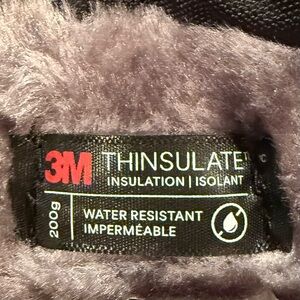 3M THINSULATE
INSULATION | ISOLANT
200g
WATER RESISTANT
IMPERMÉABLE